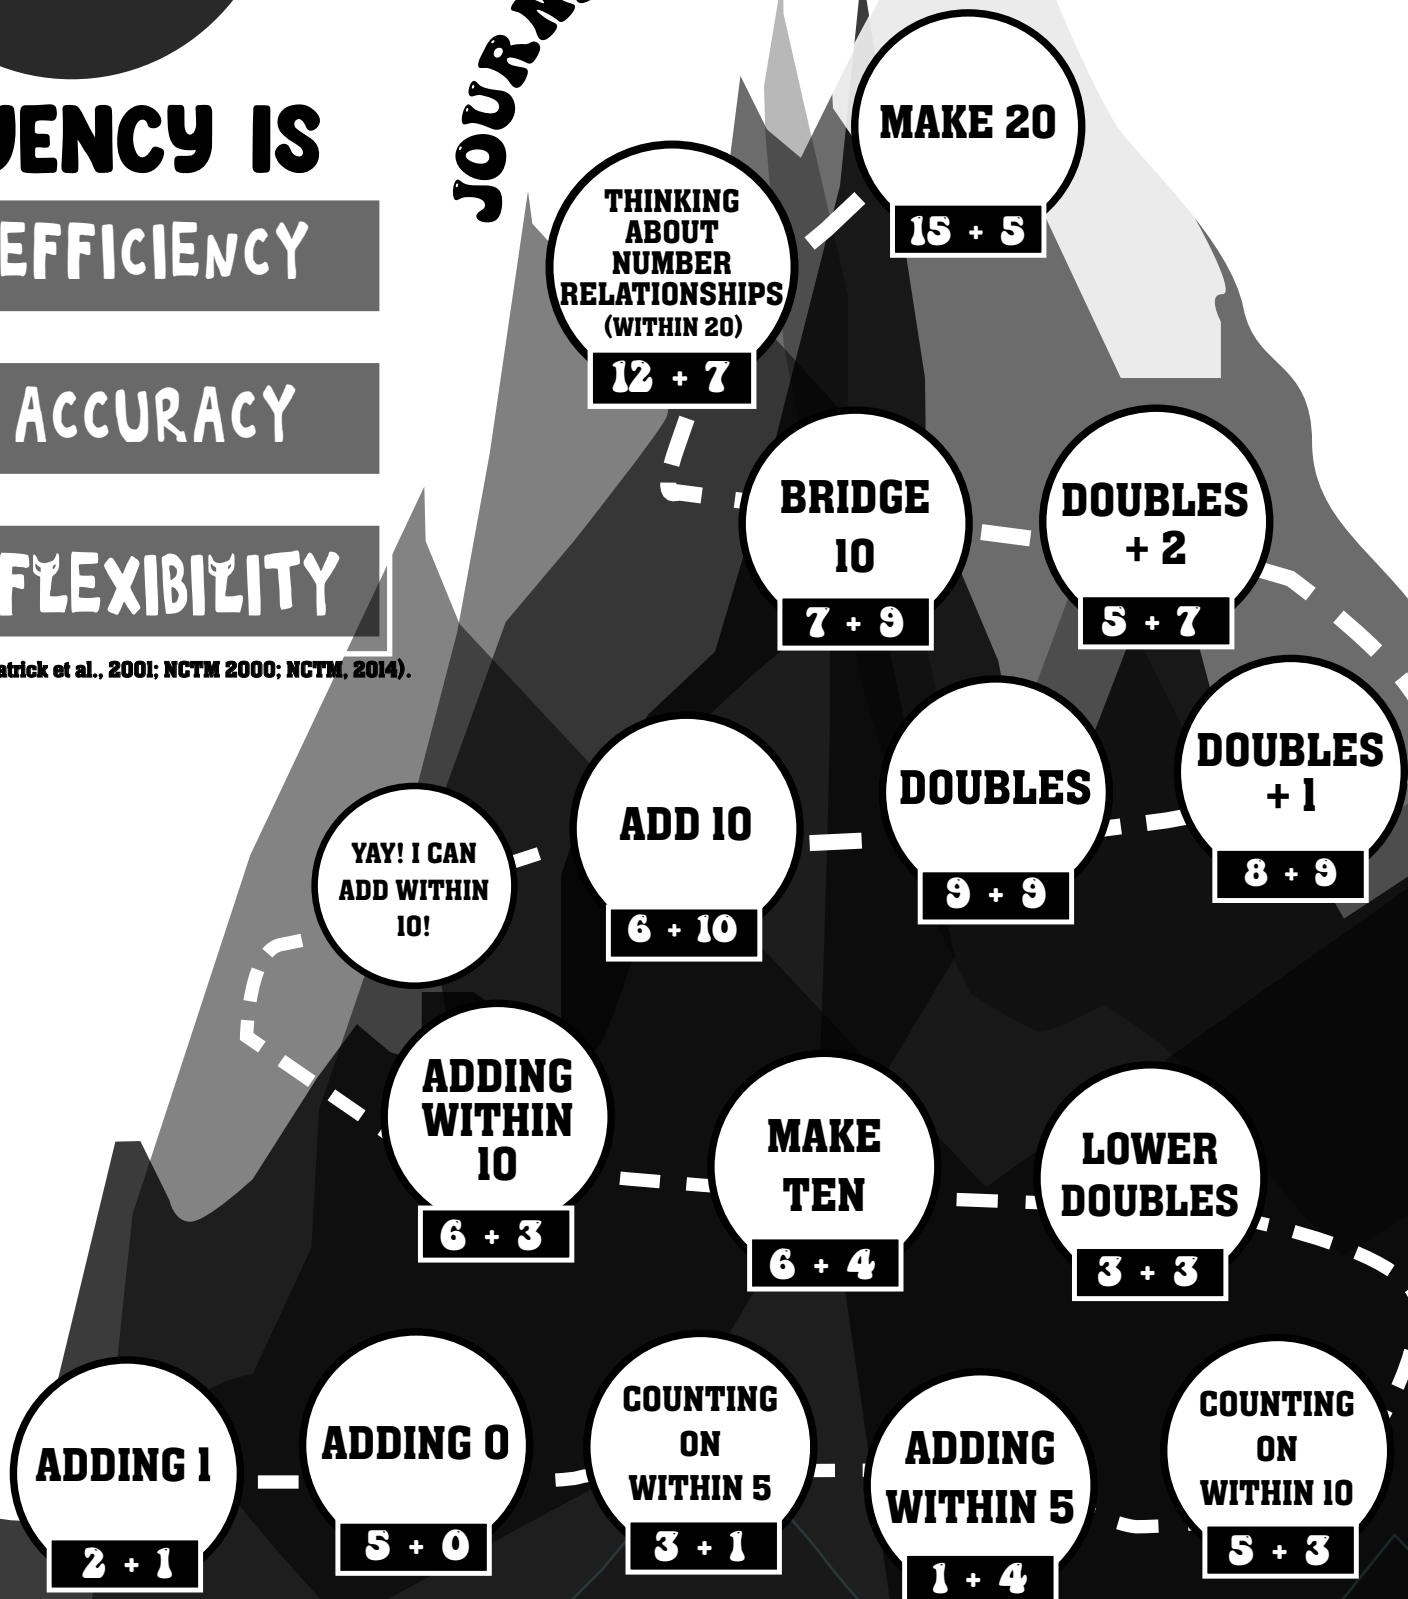 JOURN
UENCY IS
EFFICIENCY
ACCURACY
FLEXIBILITY
atrick et al., 2001; NCTM 2000; NCTM, 2014).
MAKE 20
15 + 5
THINKING
ABOUT
NUMBER
RELATIONSHIPS
(WITHIN 20)
12 + 7
BRIDGE
10
7 + 9
DOUBLES
+ 2
5 + 7
DOUBLES
+ 1
8 + 9
DOUBLES
9 + 9
ADD 10
6 + 10
YAY! I CAN
ADD WITHIN
10!
ADDING
WITHIN
10
6 + 3
MAKE
TEN
6 + 4
LOWER
DOUBLES
3 + 3
ADDING 1
2 + 1
ADDING 0
5 + 0
COUNTING
ON
WITHIN 5
3 + 1
ADDING
WITHIN 5
1 + 4
COUNTING
ON
WITHIN 10
5 + 3